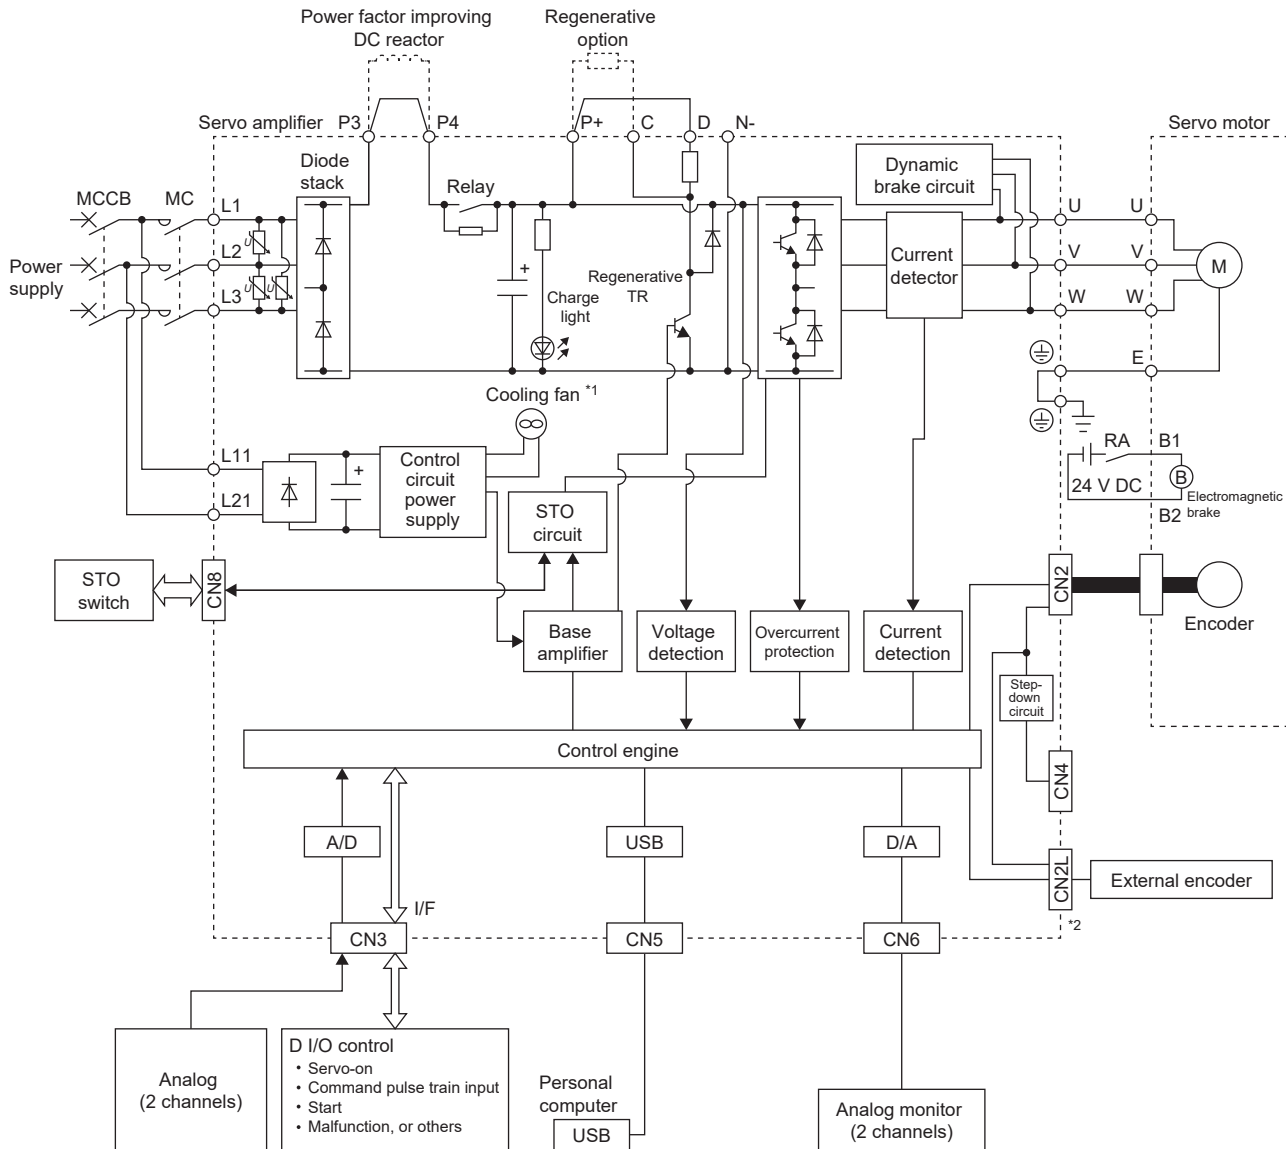 Power factor improving
DC reactor
Regenerative
option
Servo amplifier
P3
P4
P+
C
D
N-
Servo motor
Diode
stack
Dynamic
brake circuit
MCCB
MC
Relay
L1
U
U
U
L2
Power
supply
U
U
L3
+
Regenerative
TR
Charge
light
Current
detector
V
V
M
W
W
E
Cooling fan *1
L11
+
Control
circuit
power
supply
L21
RA
B1
24 V DC
B
Electromagnetic
brake
B2
STO
circuit
STO
switch
CN8
CN2
Encoder
Base
amplifier
Voltage
detection
Overcurrent
protection
Current
detection
Step-
down
circuit
Control engine
CN4
A/D
USB
D/A
CN2L
External encoder
*2
I/F
CN3
CN5
CN6
Analog
(2 channels)
D I/O control
• Servo-on
• Command pulse train input
• Start
• Malfunction, or others
Personal
computer
USB
Analog monitor
(2 channels)